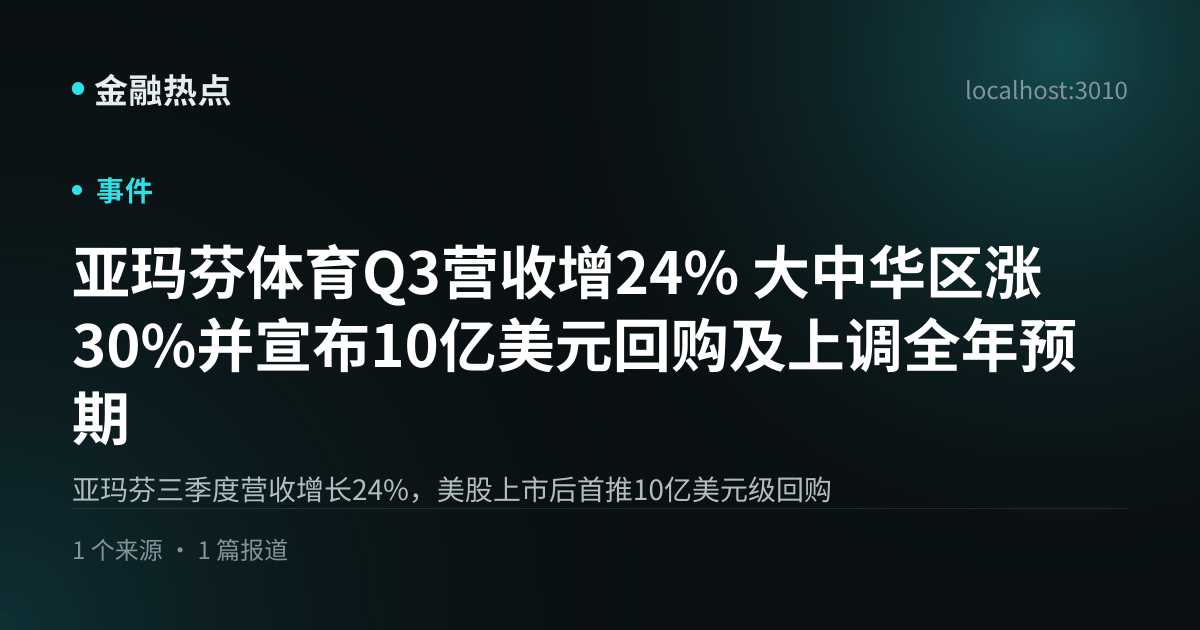 金融热点
localhost:3010
事件
亚玛芬体育Q3营收增24% 大中华区涨
30%并宣布10亿美元回购及上调全年预
期
亚玛芬三季度营收增长24%，美股上市后首推10亿美元级回购
1 个来源 · 1 篇报道